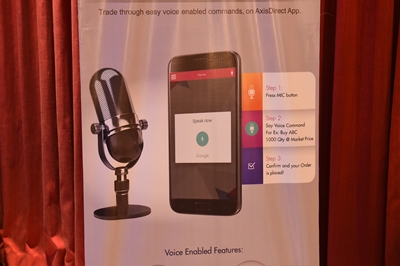 Trade through easy voice enabled commands, on AxisDirect App.
Speak now
Google
Step 1
Press MIC button
Step 2
Say Voice Command
For Ex: Buy ABC
1000 Qty @ Market Price
Step 3
Confirm and your Order
is placed!
Voice Enabled Features: